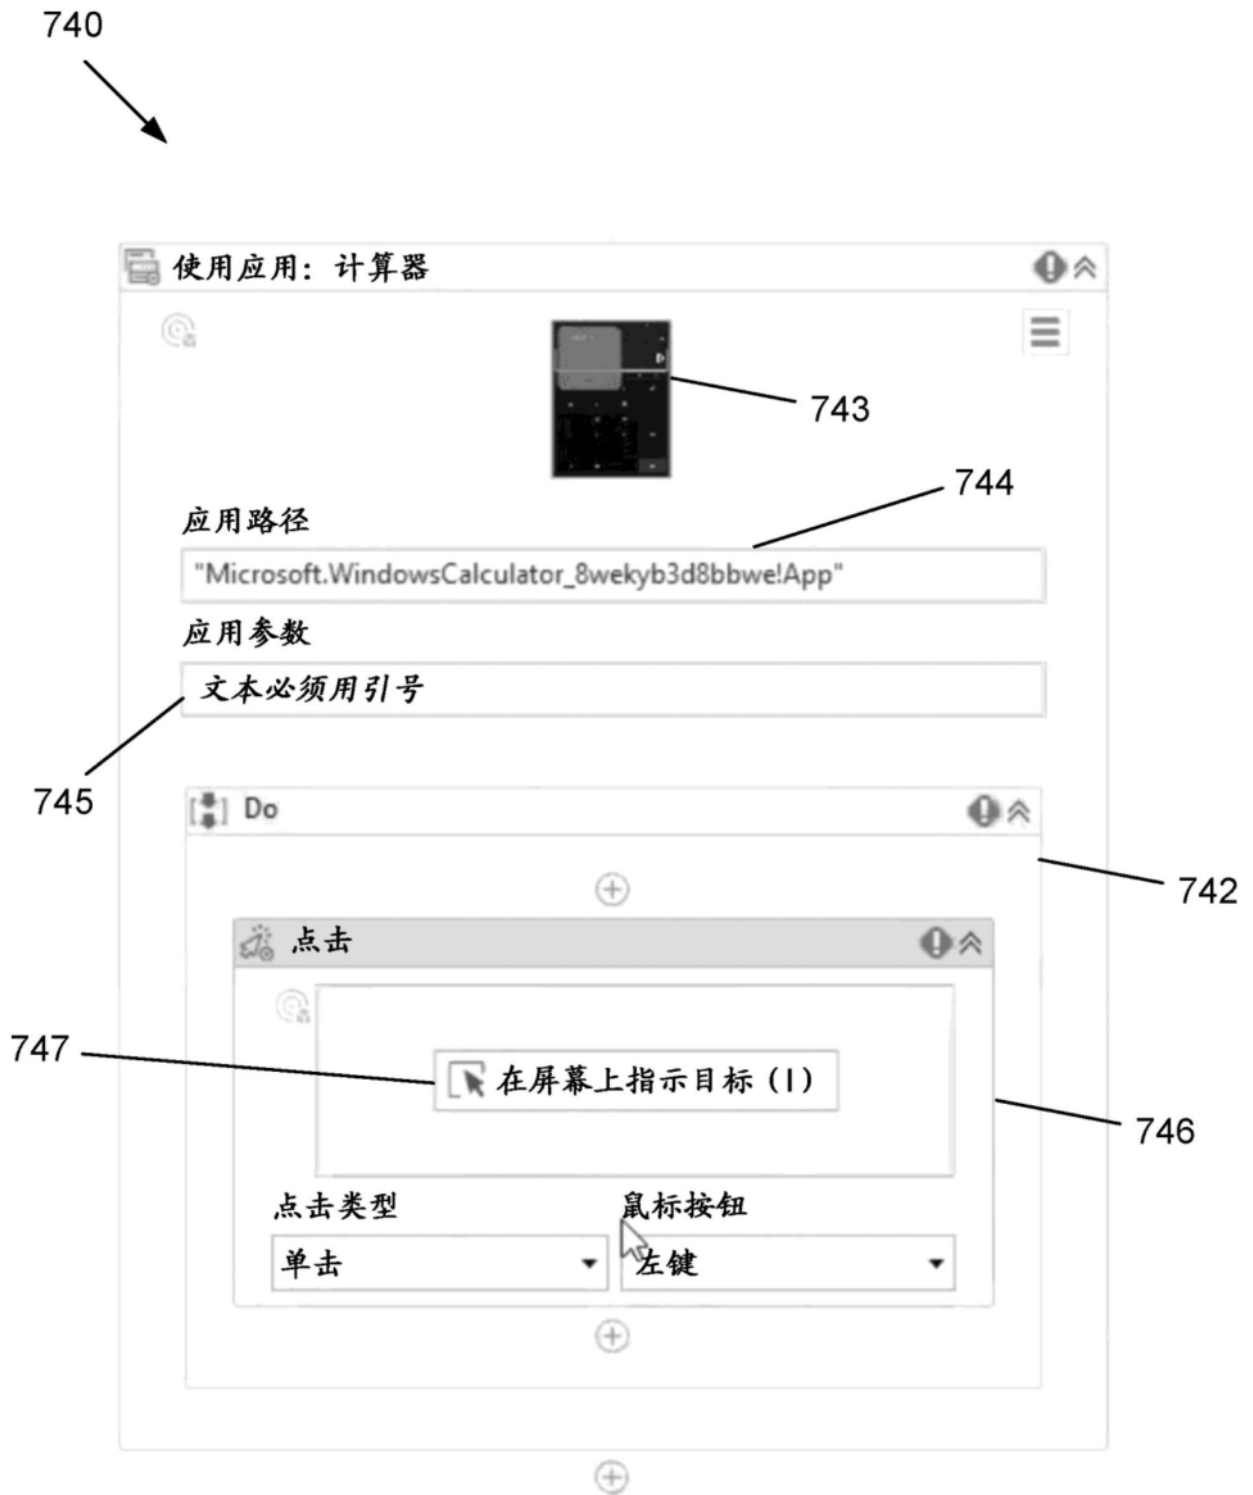 740
使用应用：计算器
743
744
应用路径
"Microsoft.WindowsCalculator_8wekyb3d8bbwe!App"
应用参数
文本必须用引号
745
Do
742
点击
747
在屏幕上指示目标 (I)
746
点击类型 鼠标按钮
单击 左键